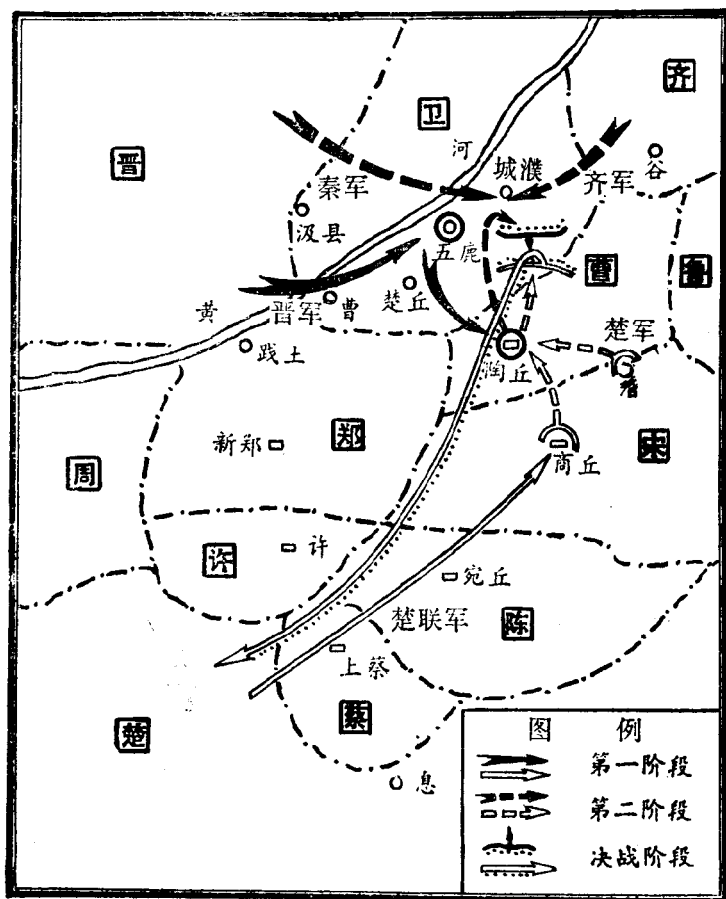 齐
卫
河
城濮
谷
晋
秦军
齐军
汲县
五鹿
曹
鲁
楚丘
黄
晋军
曹
楚军
践土
陶丘
缗
新郑
郑
宋
周
商丘
许
许
宛丘
楚联军
陈
上蔡
蔡
楚
息
图 例
第一阶段
第二阶段
决战阶段